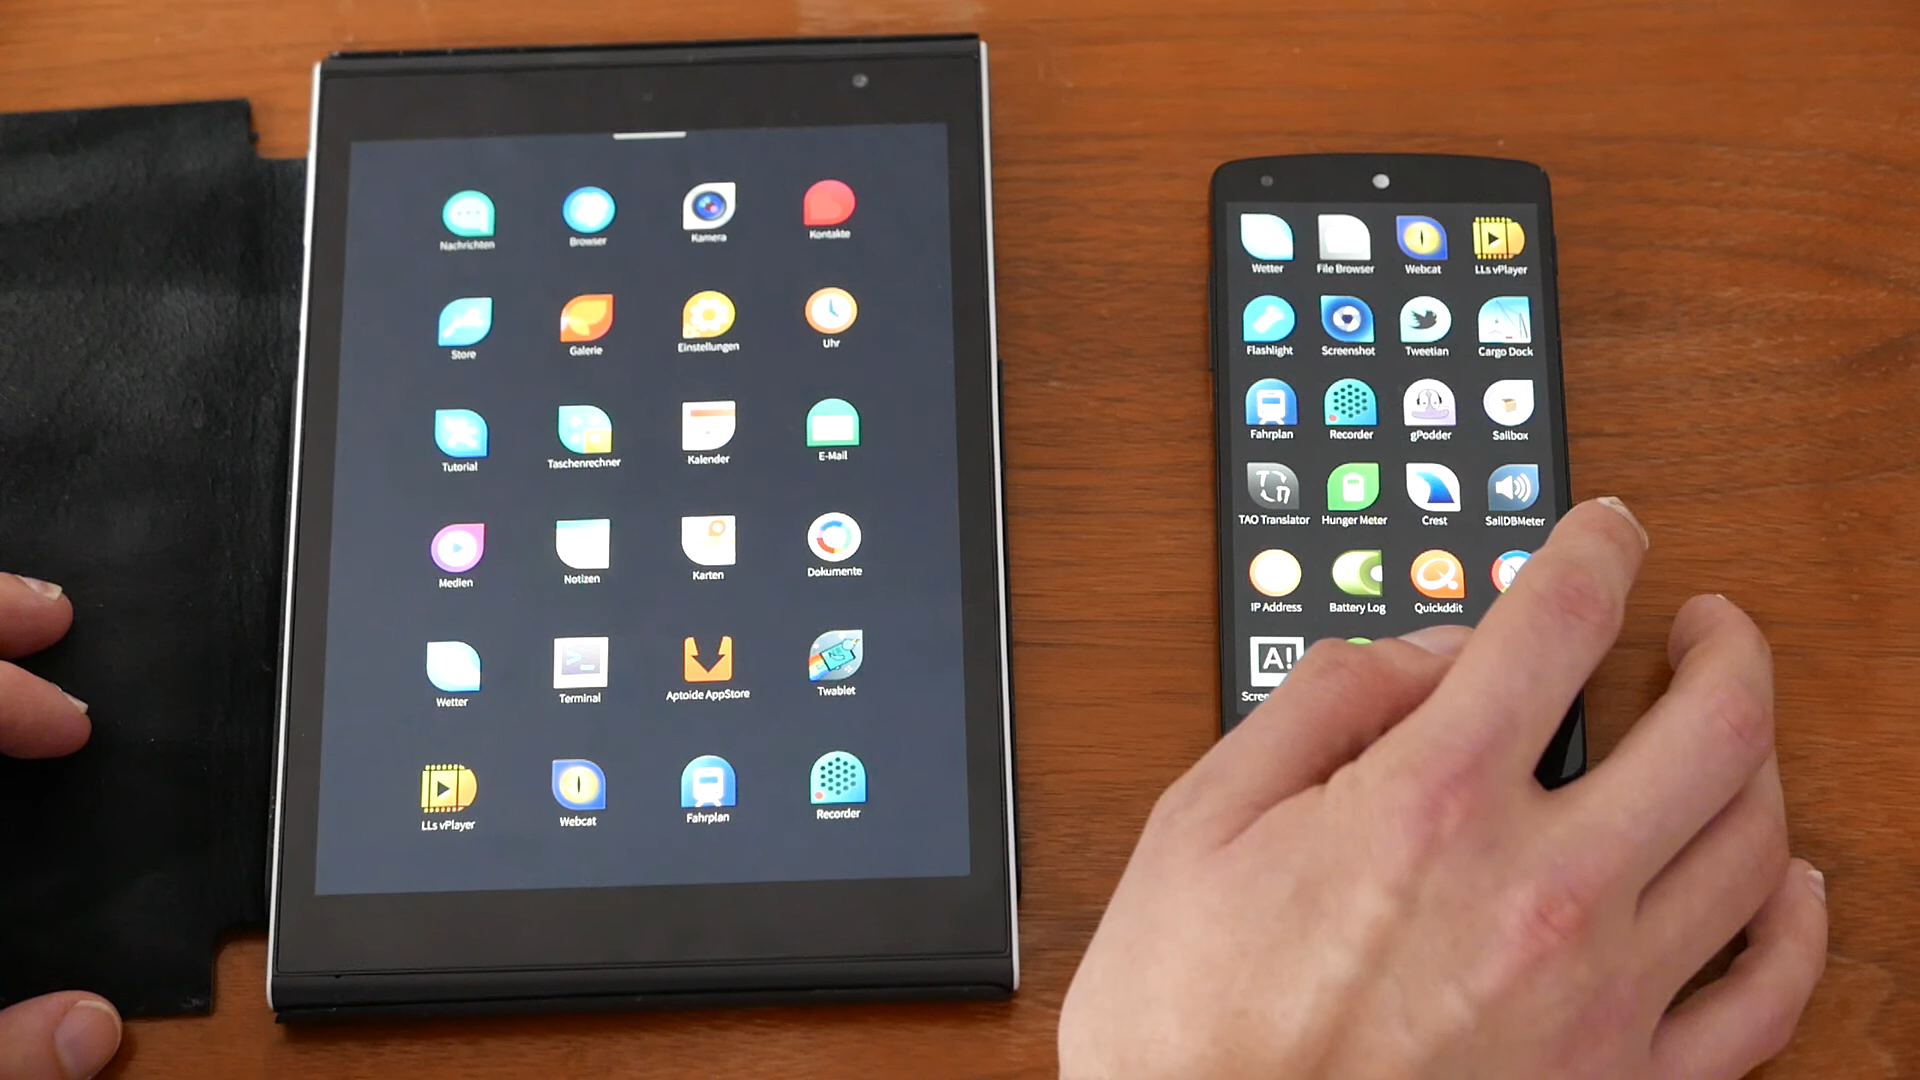 Nachrichten Browser Kamera Kontakte
Store Galerie Einstellungen Uhr
Tutorial Taschenrechner Kalender E-Mail
Medien Notizen Karten Dokumente
Wetter Terminal Aptoide AppStore Twablet
LLs vPlayer Webcat Fahrplan Recorder
Wetter File Browser Webcat LLs vPlayer
Flashlight Screenshot Tweetian Cargo Dock
Fahrplan Recorder gPodder Sailbox
TAO Translator Hunger Meter Crest SailDBMeter
IP Address Battery Log Quickddit
A!